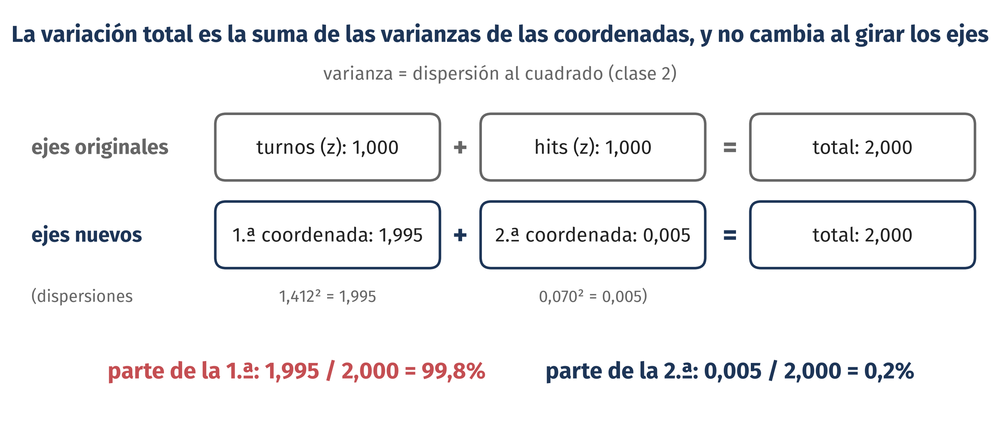 La variación total es la suma de las varianzas de las coordenadas, y no cambia al girar los ejes
varianza = dispersión al cuadrado (clase 2)
ejes originales turnos (z): 1,000 + hits (z): 1,000 = total: 2,000
ejes nuevos 1.ª coordenada: 1,995 + 2.ª coordenada: 0,005 = total: 2,000
(dispersiones 1,412² = 1,995 0,070² = 0,005)
parte de la 1.ª: 1,995 / 2,000 = 99,8% parte de la 2.ª: 0,005 / 2,000 = 0,2%